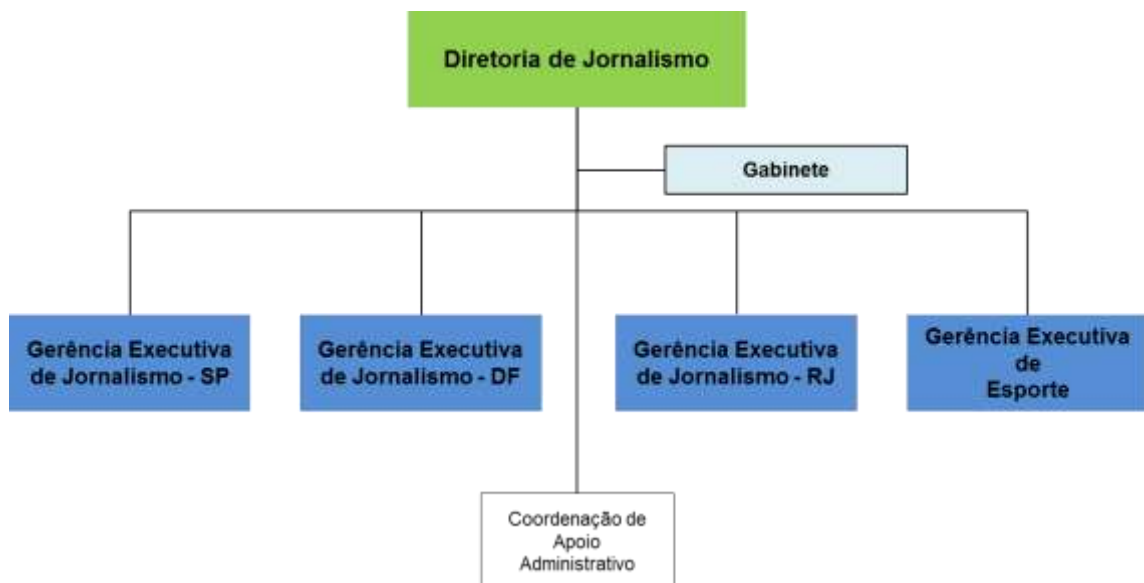 Diretoria de Jornalismo
Gabinete
Gerência Executiva
de Jornalismo - SP
Gerência Executiva
de Jornalismo - DF
Gerência Executiva
de Jornalismo - RJ
Gerência Executiva
de
Esporte
Coordenação de
Apoio
Administrativo